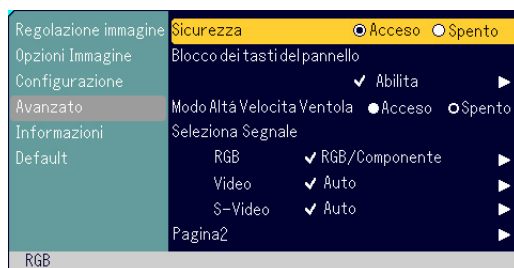 Regolazione immagine
Opzioni Immagine
Configurazione
Avanzato
Informazioni
Default
Sicurezza Acceso Spento
Blocco dei tasti del pannello
Abilita
Modo Altá Velocita Ventola Acceso Spento
Seleziona Segnale
RGB RGB/Componente
Video Auto
S-Video Auto
Pagina2
RGB